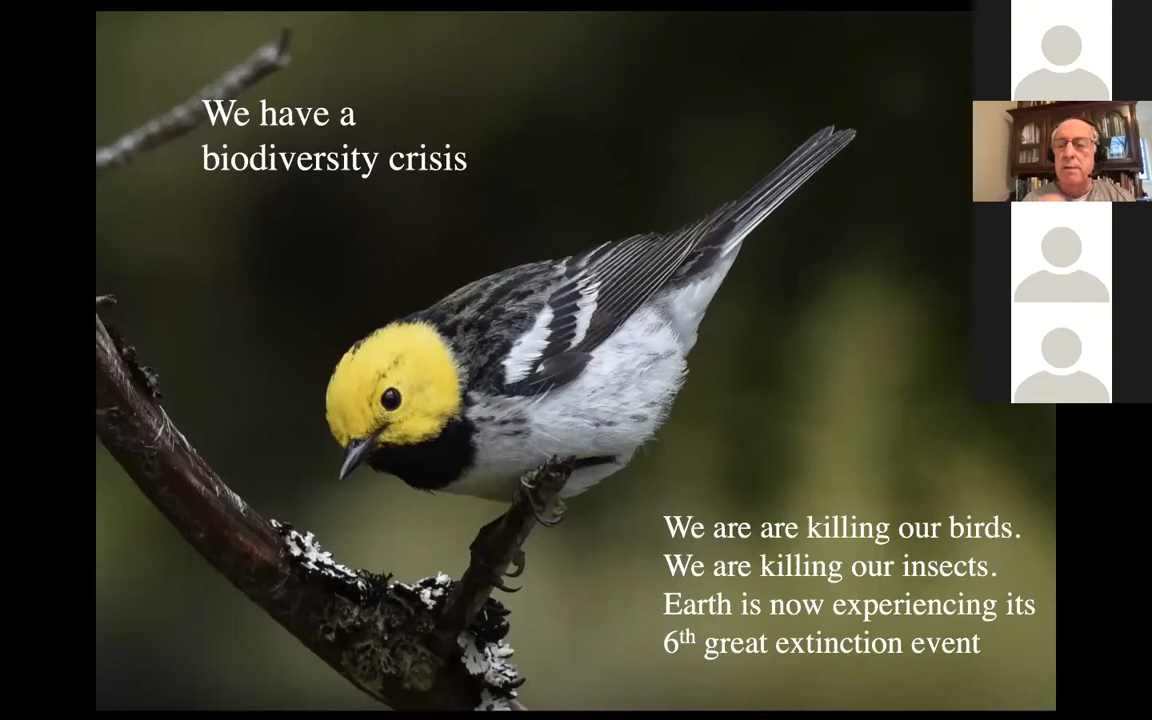 We have a
biodiversity crisis
We are are killing our birds.
We are killing our insects.
Earth is now experiencing its
6th great extinction event